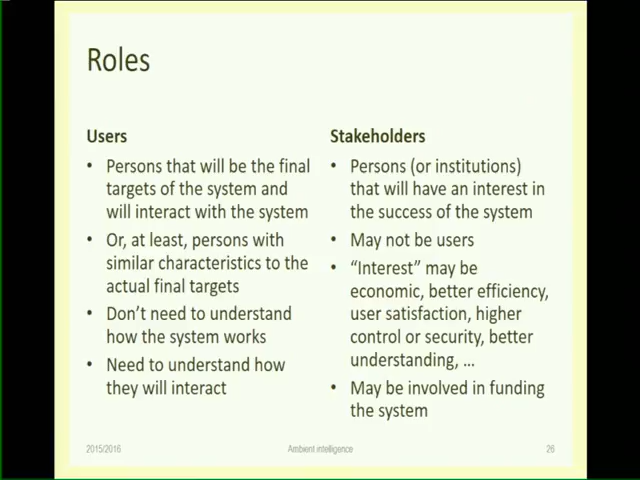 Roles
Users
• Persons that will be the final
targets of the system and
will interact with the system
• Or, at least, persons with
similar characteristics to the
actual final targets
• Don't need to understand
how the system works
• Need to understand how
they will interact
Stakeholders
• Persons (or institutions)
that will have an interest in
the success of the system
• May not be users
• “Interest” may be
economic, better efficiency,
user satisfaction, higher
control or security, better
understanding, …
• May be involved in funding
the system
2015/2016
Ambient intelligence
26